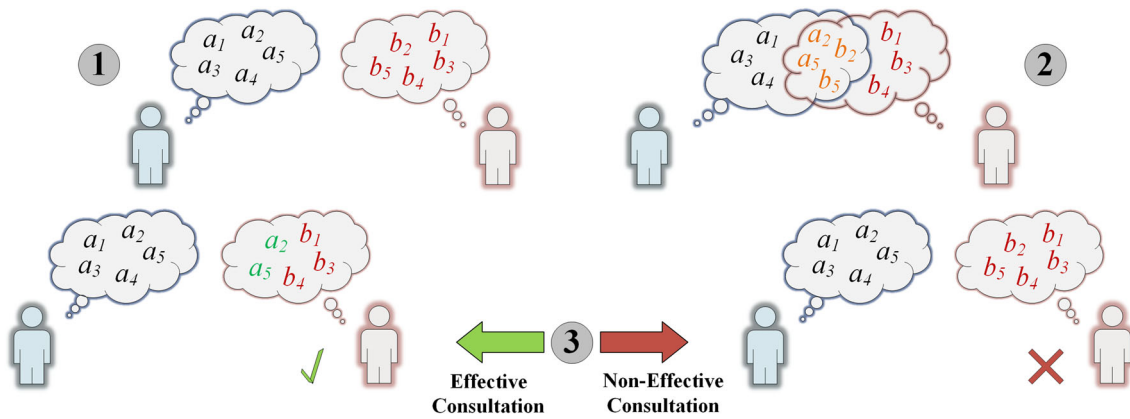 1
a1 a2 a5 a3 a4
b2 b1 b3 b5 b4
2
a1 a3 a4
a2 b2 a5 b5
b1 b3 b4
a1 a2 a5 a3 a4
a2 b1 a5 b4 b3
a1 a2 a5 a3 a4
b2 b1 b5 b4 b3
3
Effective
Consultation
Non-Effective
Consultation